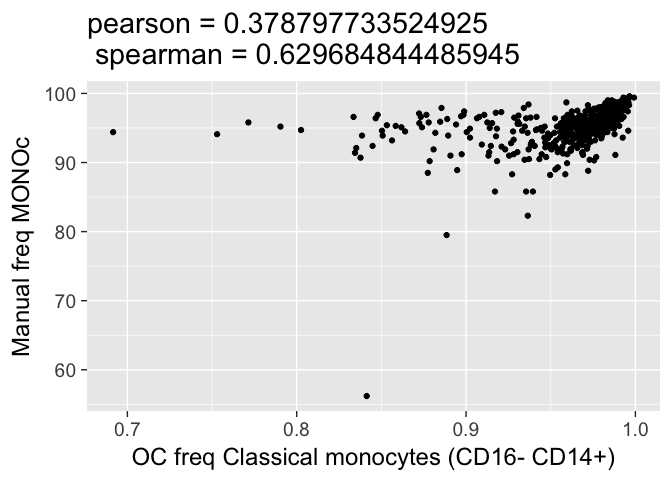 pearson = 0.378797733524925
spearman = 0.629684844485945
100
90
80
70
60
Manual freq MONOc
0.7
0.8
0.9
1.0
OC freq Classical monocytes (CD16- CD14+)